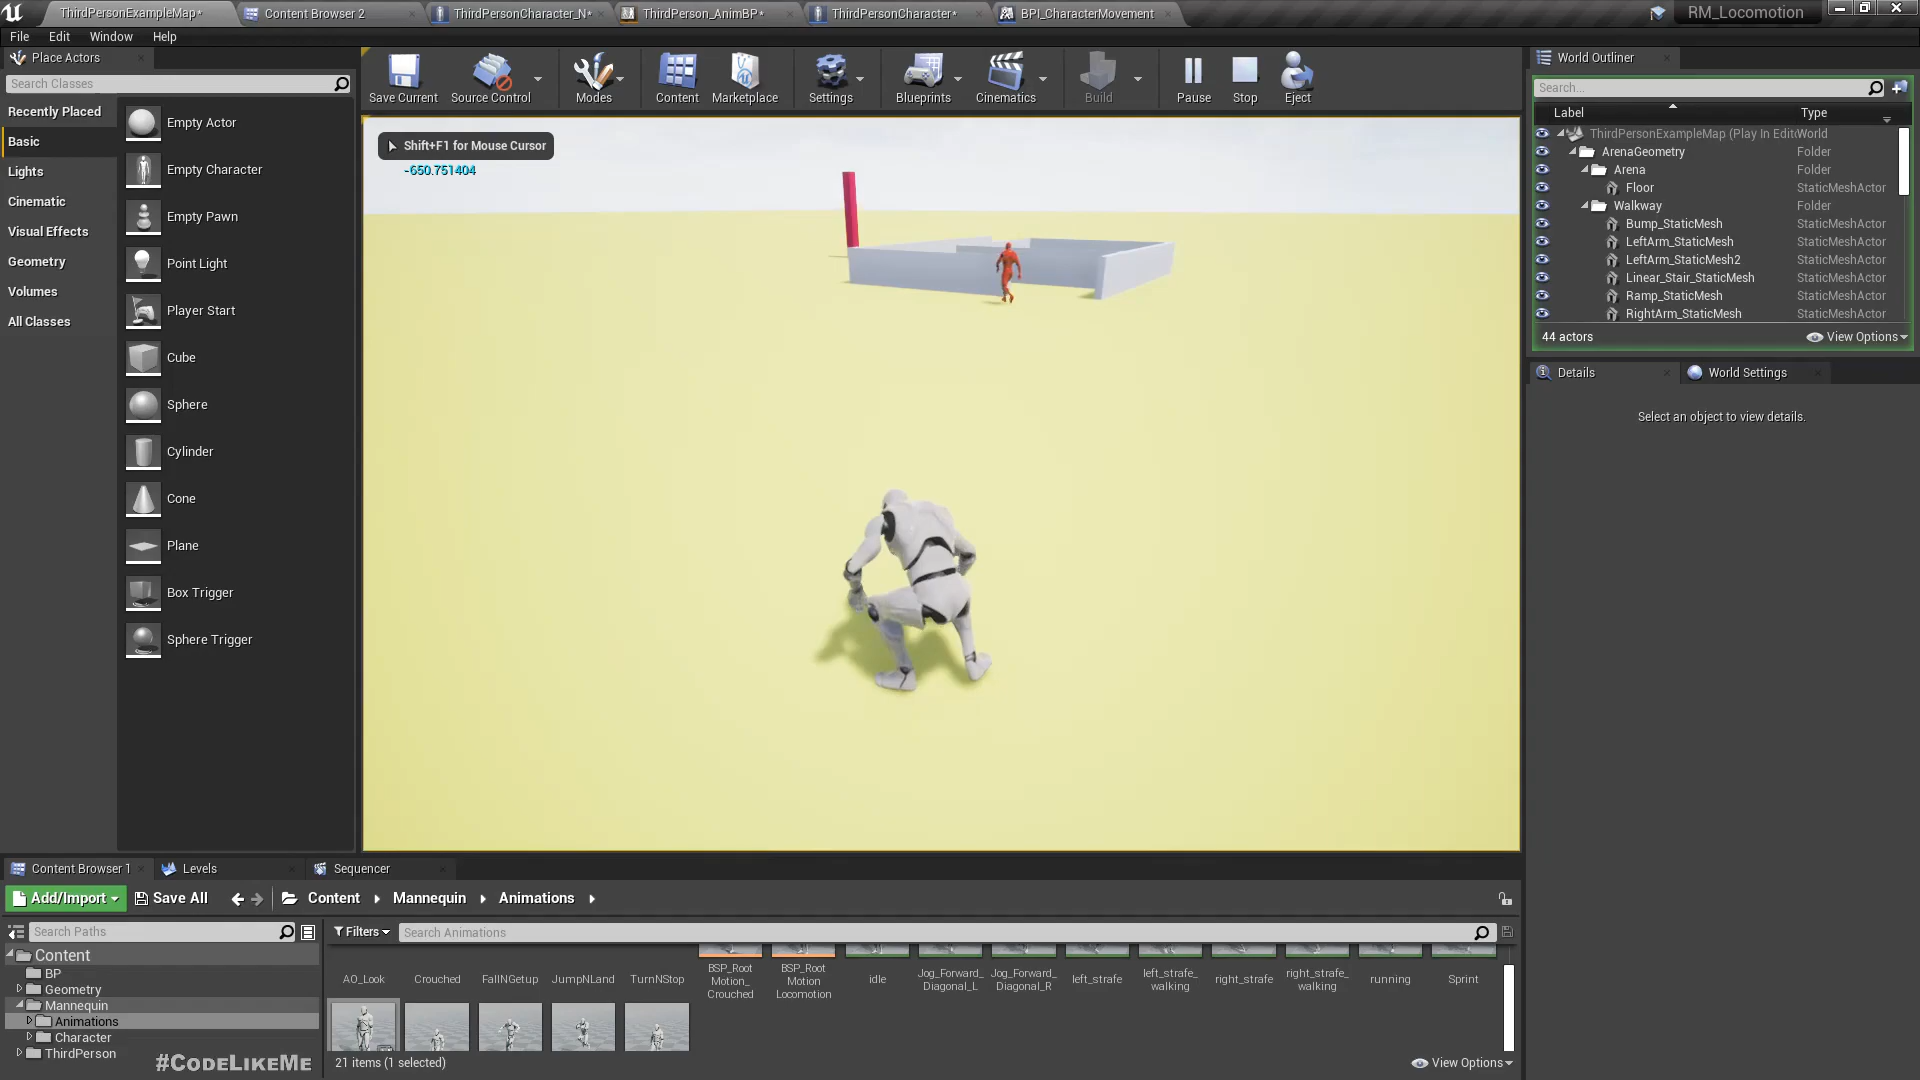 ThirdPersonExampleMap*
Content Browser 2
ThirdPersonCharacter_N*
ThirdPerson_AnimBP*
ThirdPersonCharacter*
BPI_CharacterMovement
RM_Locomotion
File Edit Window Help
Place Actors
Search Classes
Recently Placed
Basic
Lights
Cinematic
Visual Effects
Geometry
Volumes
All Classes
Empty Actor
Empty Character
Empty Pawn
Point Light
Player Start
Cube
Sphere
Cylinder
Cone
Plane
Box Trigger
Sphere Trigger
Save Current
Source Control
Modes
Content
Marketplace
Settings
Blueprints
Cinematics
Build
Pause
Stop
Eject
Shift+F1 for Mouse Cursor
-650.751404
World Outliner
Search...
Label Type
ThirdPersonExampleMap (Play In Edito World
ArenaGeometry Folder
Arena Folder
Floor StaticMeshActor
Walkway Folder
Bump_StaticMesh StaticMeshActor
LeftArm_StaticMesh StaticMeshActor
LeftArm_StaticMesh2 StaticMeshActor
Linear_Stair_StaticMesh StaticMeshActor
Ramp_StaticMesh StaticMeshActor
RightArm_StaticMesh StaticMeshActor
44 actors
View Options
Details
World Settings
Select an object to view details.
Content Browser 1
Levels
Sequencer
Add/Import
Save All
Content
Mannequin
Animations
Search Paths
Filters
Search Animations
Content
BP
Geometry
Mannequin
Animations
Character
ThirdPerson
#CODELIKEME
AO_Look
Crouched
FallNGetup
JumpNLand
TurnNStop
BSP_Root
Motion_
Crouched
BSP_Root
Motion
Locomotion
idle
Jog_Forward_
Diagonal_L
Jog_Forward_
Diagonal_R
left_strafe
left_strafe_
walking
right_strafe
right_strafe_
walking
running
Sprint
21 items (1 selected)
View Options